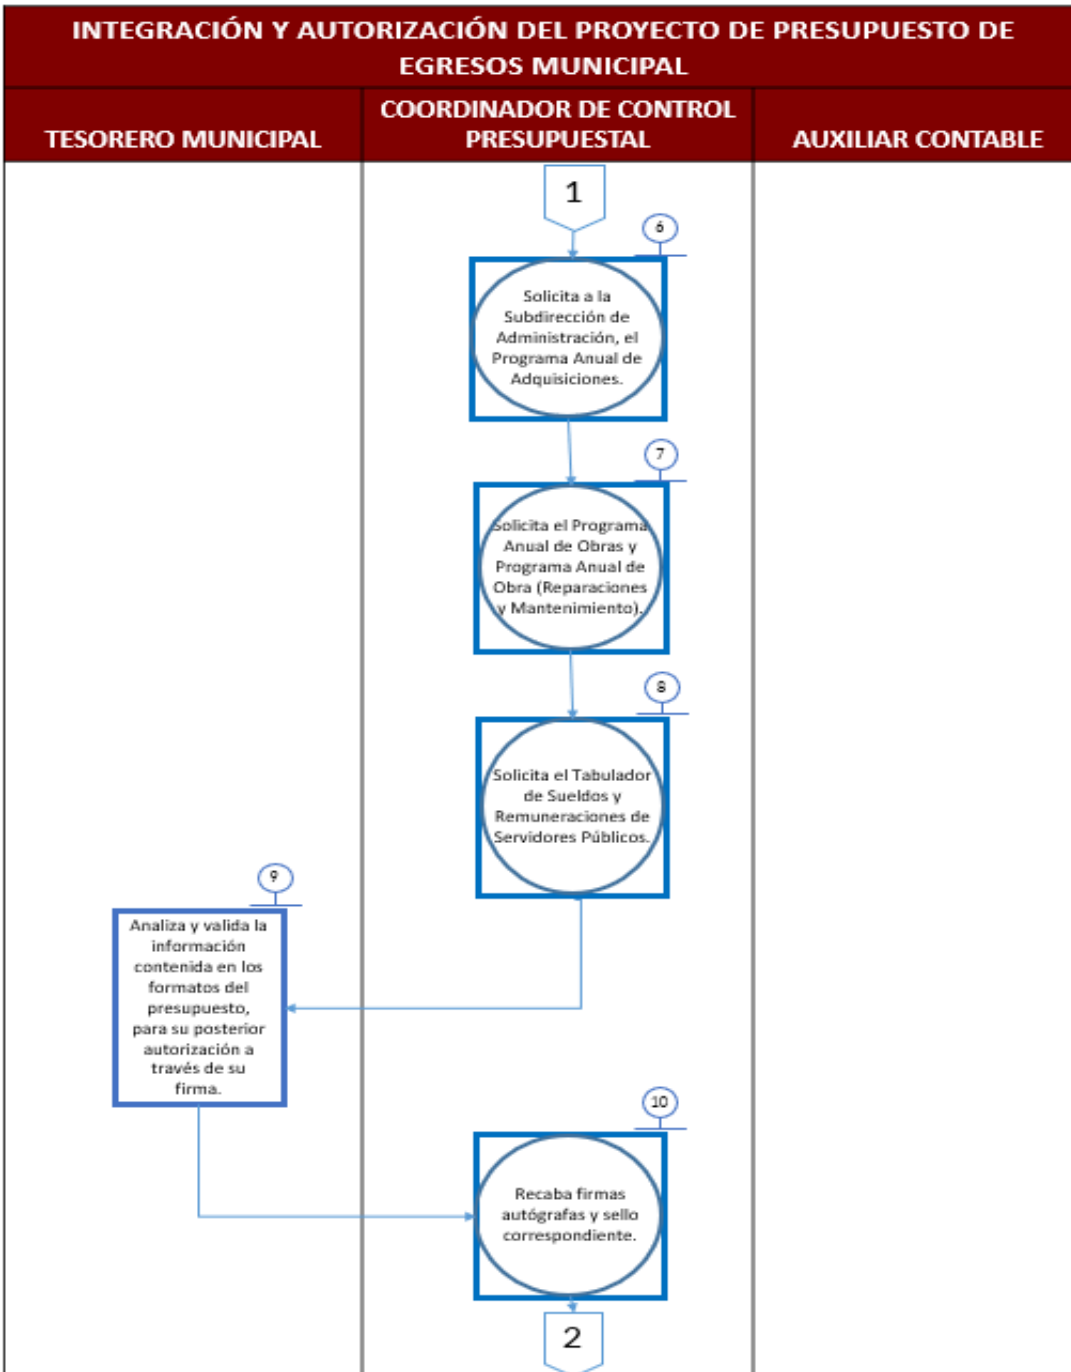 INTEGRACIÓN Y AUTORIZACIÓN DEL PROYECTO DE PRESUPUESTO DE
EGRESOS MUNICIPAL
TESORERO MUNICIPAL
COORDINADOR DE CONTROL
PRESUPUESTAL
AUXILIAR CONTABLE
1
6
Solicita a la
Subdirección de
Administración, el
Programa Anual de
Adquisiciones.
7
Solicita el Programa
Anual de Obras y
Programa Anual de
Obra (Reparaciones
y Mantenimiento).
8
Solicita el Tabulador
de Sueldos y
Remuneraciones de
Servidores Públicos.
9
Analiza y valida la
información
contenida en los
formatos del
presupuesto,
para su posterior
autorización a
través de su
firma.
10
Recaba firmas
autógrafas y sello
correspondiente.
2